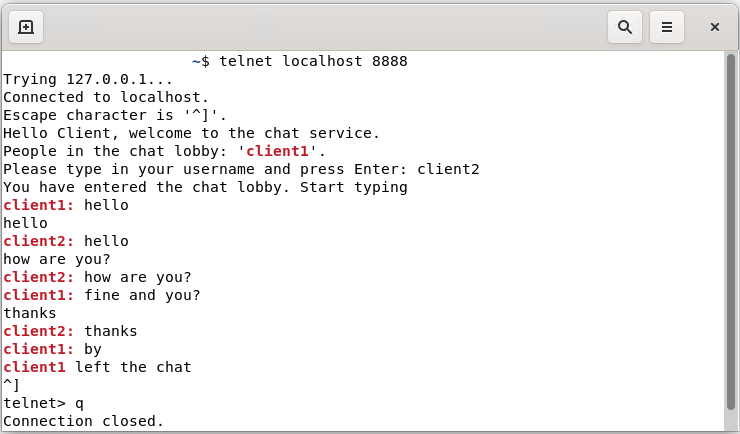 ~$ telnet localhost 8888
Trying 127.0.0.1...
Connected to localhost.
Escape character is '^]'.
Hello Client, welcome to the chat service.
People in the chat lobby: 'client1'.
Please type in your username and press Enter: client2
You have entered the chat lobby. Start typing
client1: hello
hello
client2: hello
how are you?
client2: how are you?
client1: fine and you?
thanks
client2: thanks
client1: by
client1 left the chat
^]
telnet> q
Connection closed.